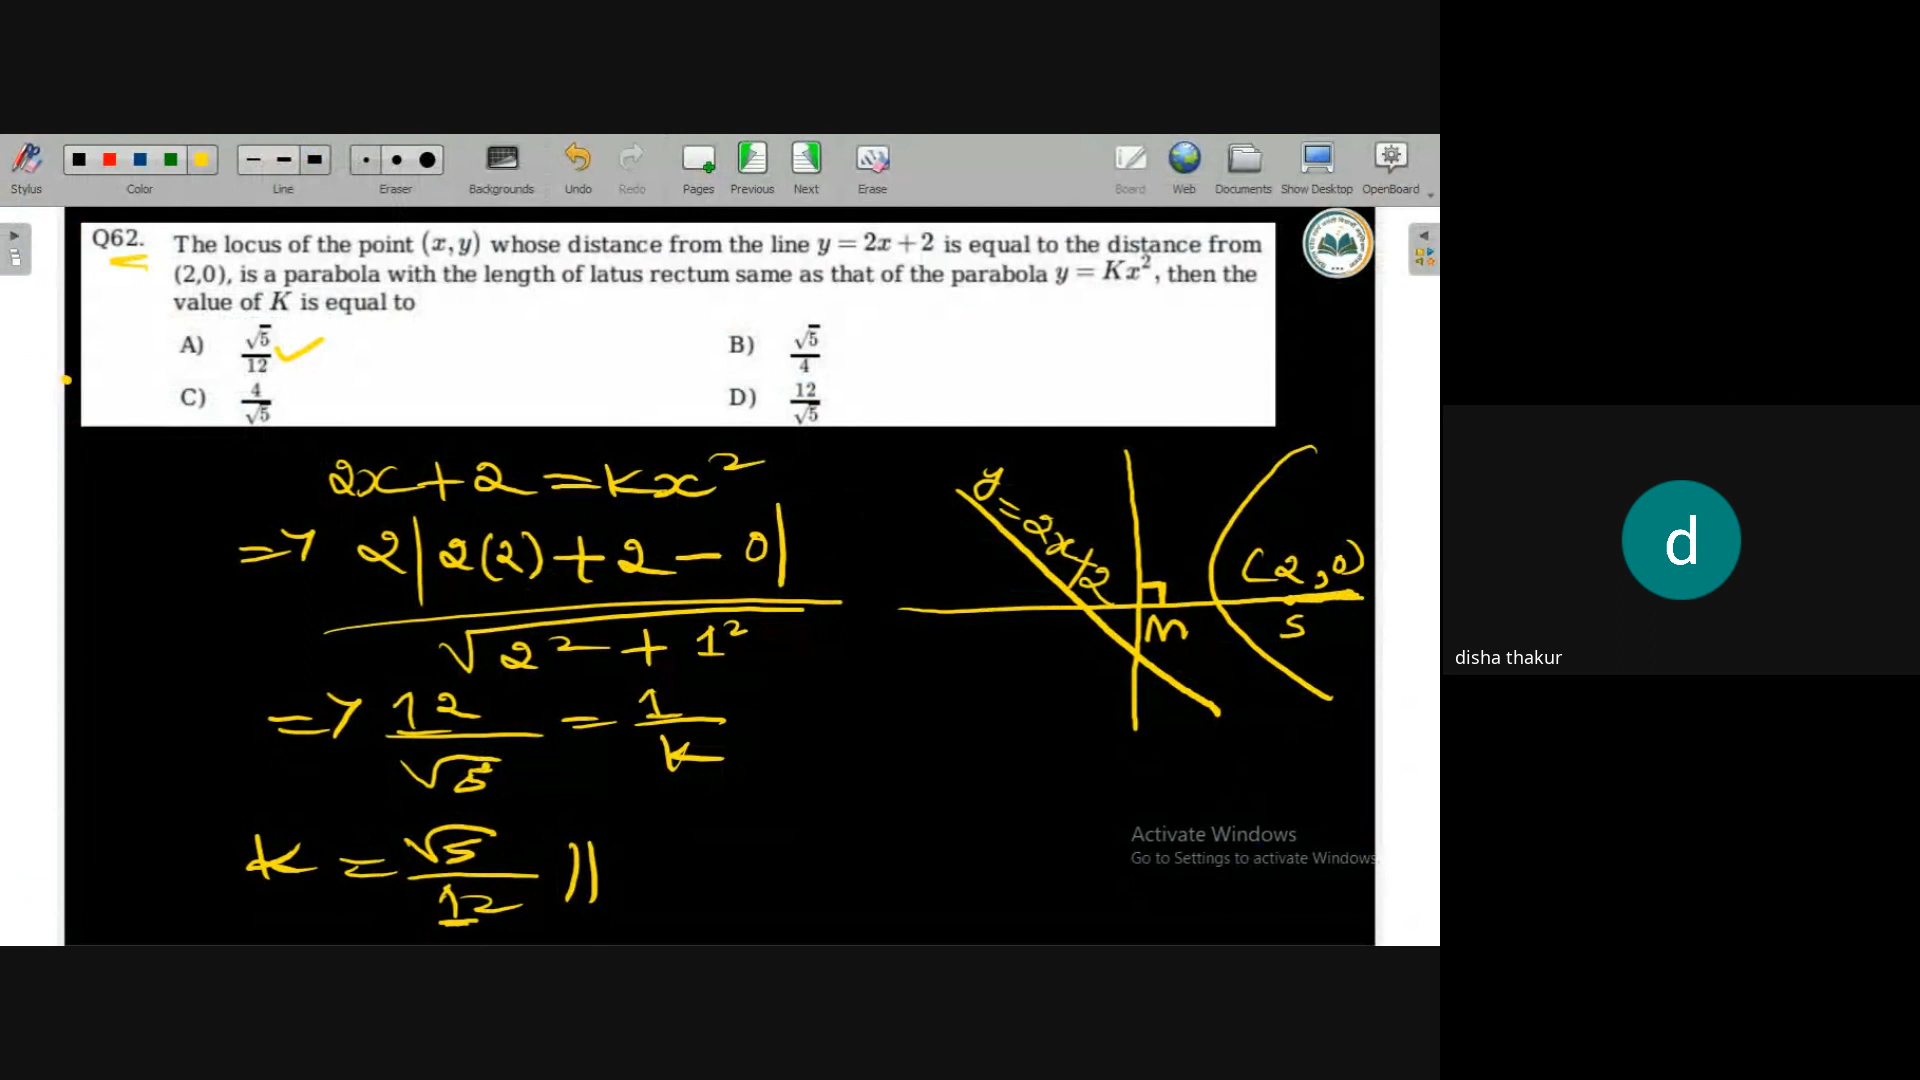 Stylus
Color
Line
Eraser
Backgrounds
Undo
Redo
Pages
Previous
Next
Erase
Board
Web
Documents
Show Desktop
OpenBoard
Q62. The locus of the point (x, y) whose distance from the line y = 2x + 2 is equal to the distance from
(2,0), is a parabola with the length of latus rectum same as that of the parabola y = Kx², then the
value of K is equal to
A) √5/12 ✓
B) √5/4
C) 4/√5
D) 12/√5
2x + 2 = kx²
=> 2|2(2) + 2 - 0|
√2² + 1²
=> 12/√5 = 1/k
k = √5/12 //
y = 2x+2
(2,0)
M
S
Activate Windows
Go to Settings to activate Windows.
d
disha thakur